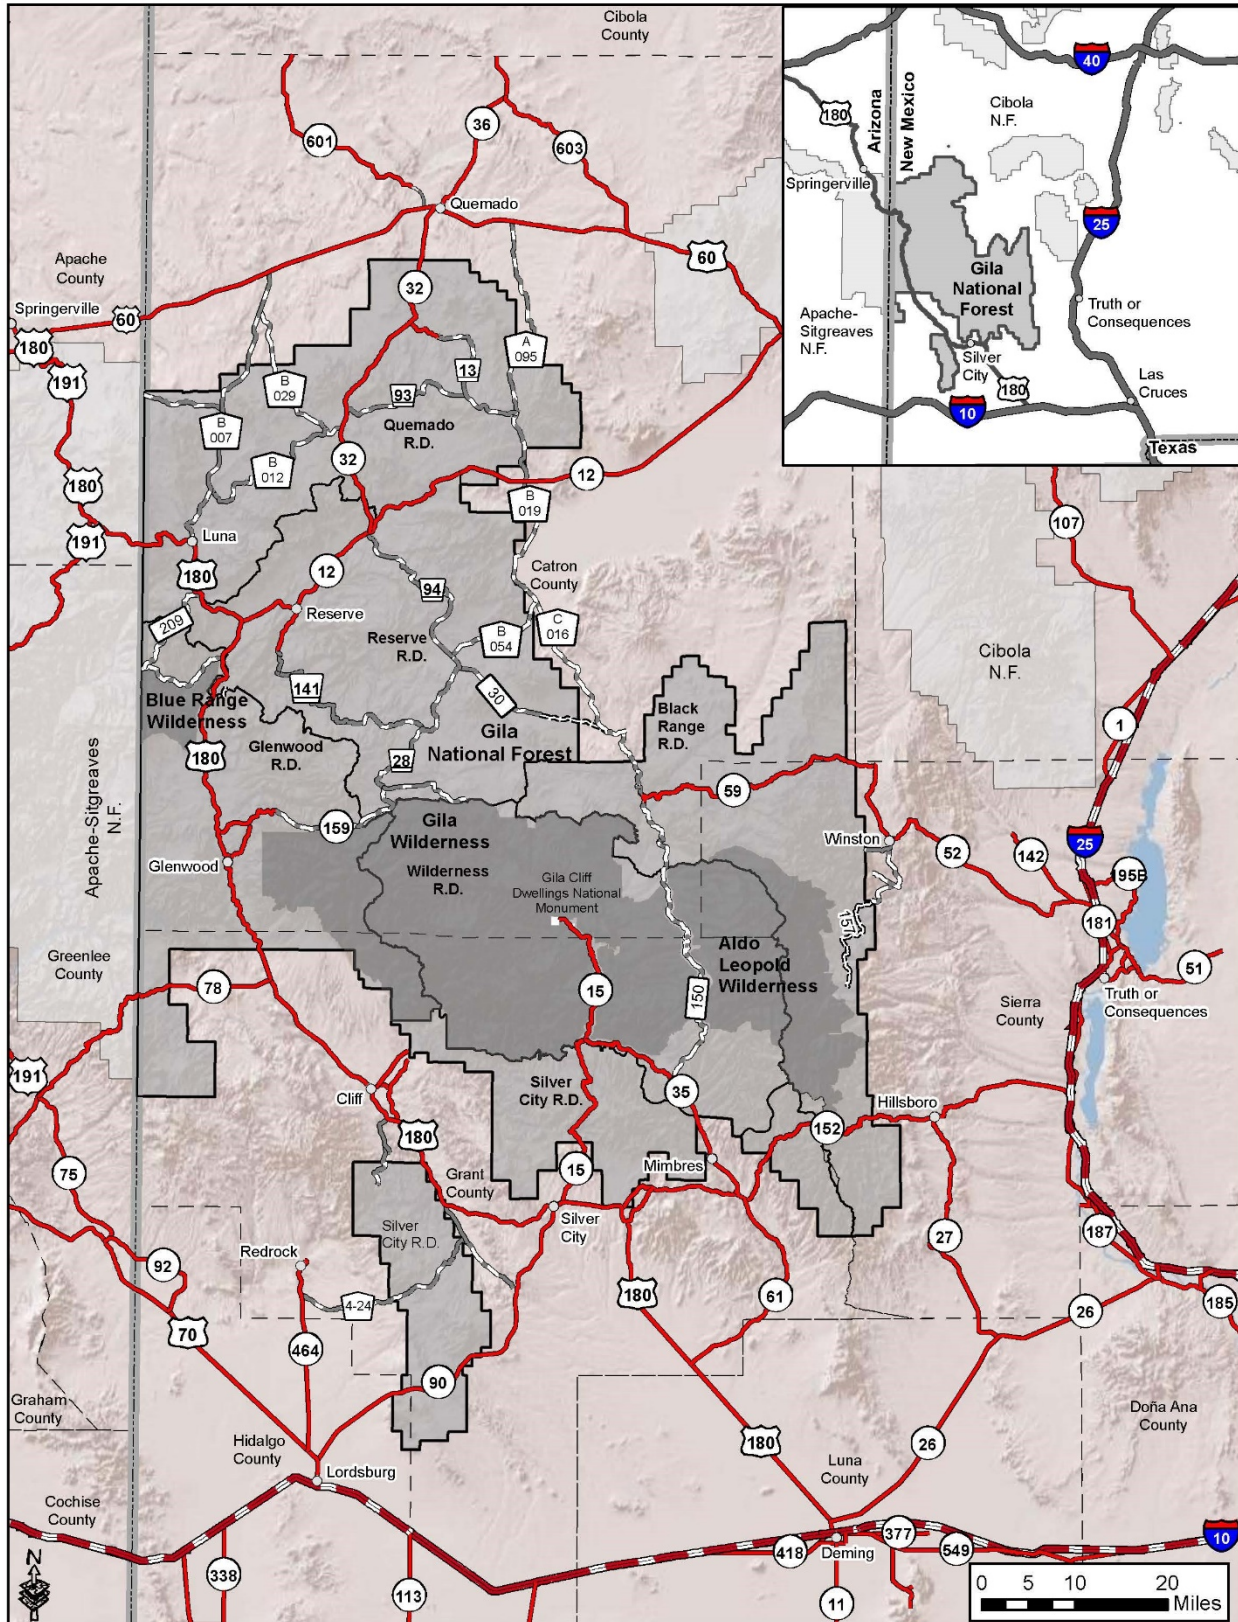 Cibola
County
601
36
603
Quemado
60
Apache
County
Springerville
60
180
191
32
13
93
A
095
B
029
B
007
Quemado
R.D.
32
B
012
12
180
191
Luna
B
019
180
12
94
Catron
County
209
Reserve
Reserve
R.D.
B
054
C
016
141
30
Blue Range
Wilderness
Gila
National Forest
Black
Range
R.D.
180
Glenwood
R.D.
28
59
Apache-Sitgreaves
N.F.
159
Gila
Wilderness
Wilderness
R.D.
Glenwood
Gila Cliff
Dwellings National
Monument
Winston
52
142
25
195B
157
181
51
Truth or
Consequences
Greenlee
County
78
15
Aldo
Leopold
Wilderness
150
Sierra
County
191
Cliff
Silver
City R.D.
35
Hillsboro
180
152
75
Grant
County
15
Mimbres
Silver
City
Silver
City R.D.
Redrock
92
4-24
27
187
70
180
61
26
185
464
90
Graham
County
Doña Ana
County
Hidalgo
County
180
26
Lordsburg
Luna
County
Cochise
County
418
Deming
377
549
10
338
113
11
N
0 5 10 20
Miles
107
Cibola
N.F.
1
40
180
Arizona
New Mexico
Cibola
N.F.
Springerville
25
Gila
National
Forest
Apache-
Sitgreaves
N.F.
Truth or
Consequences
Silver
City
180
Las
Cruces
10
Texas